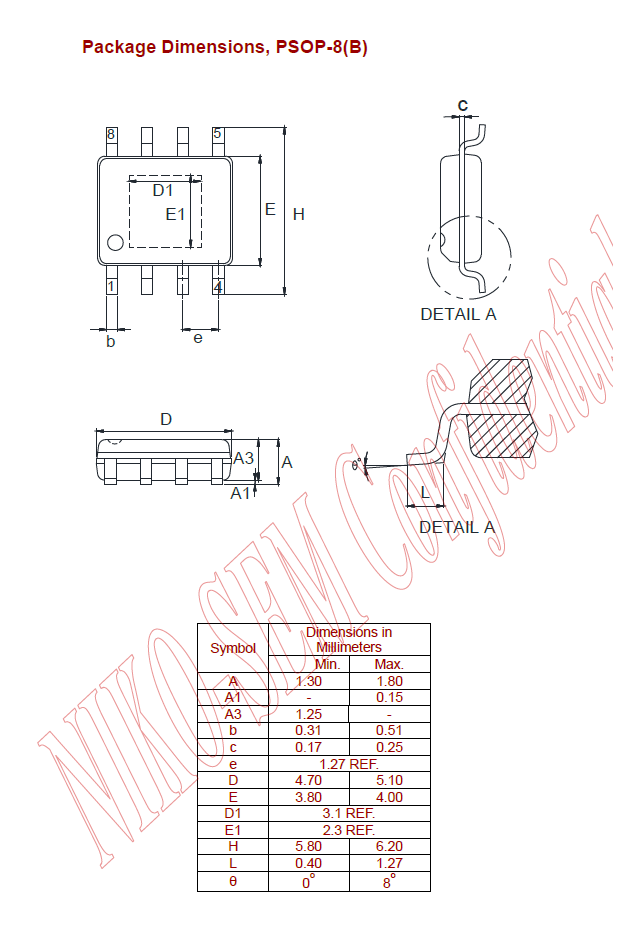 Package Dimensions, PSOP-8(B)
C
8 5
D1
E1
E
H
1 4
b
e
DETAIL A
D
A3
A
A1
θ°
L
DETAIL A
NIKO-SEM Confidential
Symbol Dimensions in
Millimeters
Min. Max.
A 1.30 1.80
A1 - 0.15
A3 1.25 -
b 0.31 0.51
c 0.17 0.25
e 1.27 REF.
D 4.70 5.10
E 3.80 4.00
D1 3.1 REF.
E1 2.3 REF.
H 5.80 6.20
L 0.40 1.27
θ 0° 8°